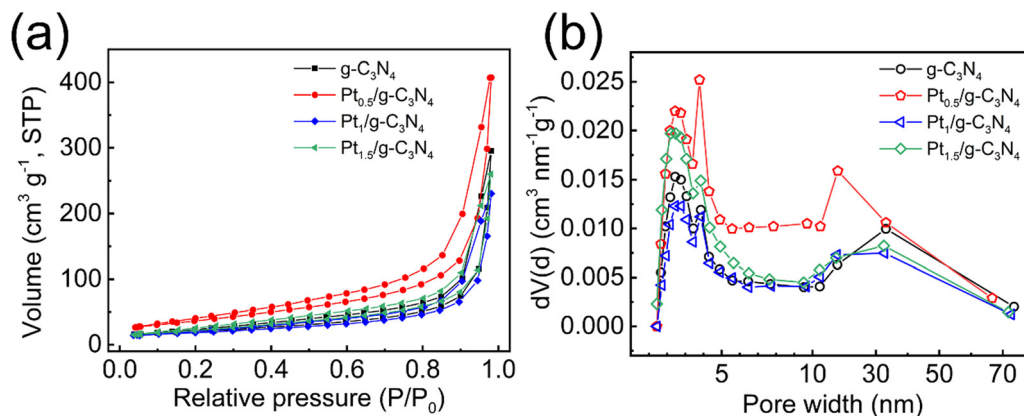 (a)
g-C₃N₄
Pt₀.₅/g-C₃N₄
Pt₁/g-C₃N₄
Pt₁.₅/g-C₃N₄
400
300
200
100
0
0.0 0.2 0.4 0.6 0.8 1.0
Volume (cm³ g⁻¹, STP)
Relative pressure (P/P₀)
(b)
g-C₃N₄
Pt₀.₅/g-C₃N₄
Pt₁/g-C₃N₄
Pt₁.₅/g-C₃N₄
0.025
0.020
0.015
0.010
0.005
0.000
5 10 30 50 70
dV(d) (cm³ nm⁻¹g⁻¹)
Pore width (nm)